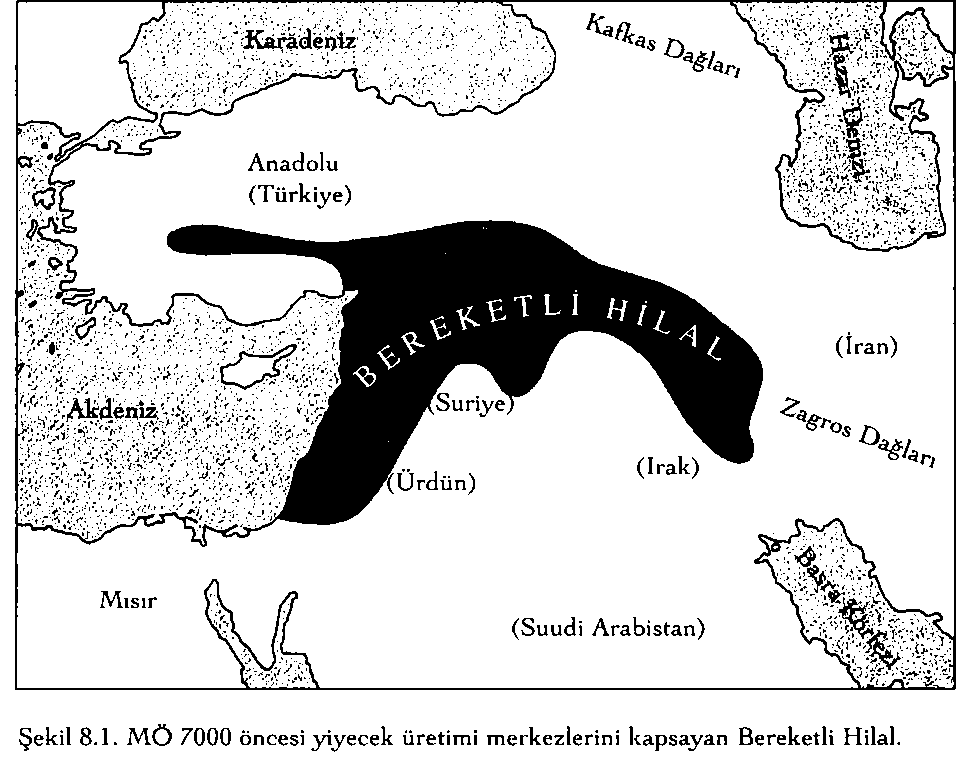 Karadeniz
Kafkas Dağları
Hazar Denizi
Anadolu
(Türkiye)
BEREKETLİ HİLAL
(İran)
Akdeniz
(Suriye)
Zagros Dağları
(Irak)
(Ürdün)
Basra Körfezi
Mısır
(Suudi Arabistan)
Şekil 8.1. MÖ 7000 öncesi yiyecek üretimi merkezlerini kapsayan Bereketli Hilal.